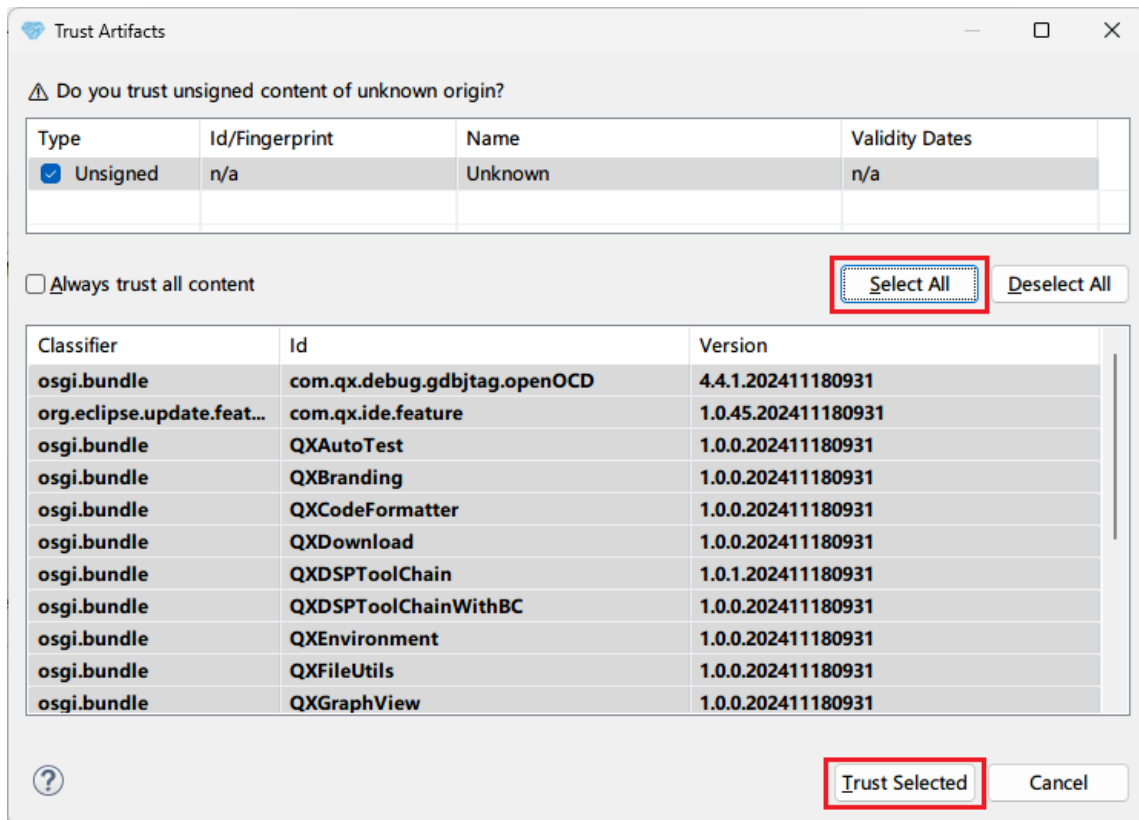 Trust Artifacts
Do you trust unsigned content of unknown origin?
Type Id/Fingerprint Name Validity Dates
Unsigned n/a Unknown n/a
Always trust all content Select All Deselect All
Classifier Id Version
osgi.bundle com.qx.debug.gdbjtag.openOCD 4.4.1.202411180931
org.eclipse.update.feat... com.qx.ide.feature 1.0.45.202411180931
osgi.bundle QXAutoTest 1.0.0.202411180931
osgi.bundle QXBranding 1.0.0.202411180931
osgi.bundle QXCodeFormatter 1.0.0.202411180931
osgi.bundle QXDownload 1.0.0.202411180931
osgi.bundle QXDSPToolChain 1.0.1.202411180931
osgi.bundle QXDSPToolChainWithBC 1.0.0.202411180931
osgi.bundle QXEnvironment 1.0.0.202411180931
osgi.bundle QXFileUtils 1.0.0.202411180931
osgi.bundle QXGraphView 1.0.0.202411180931
? Trust Selected Cancel